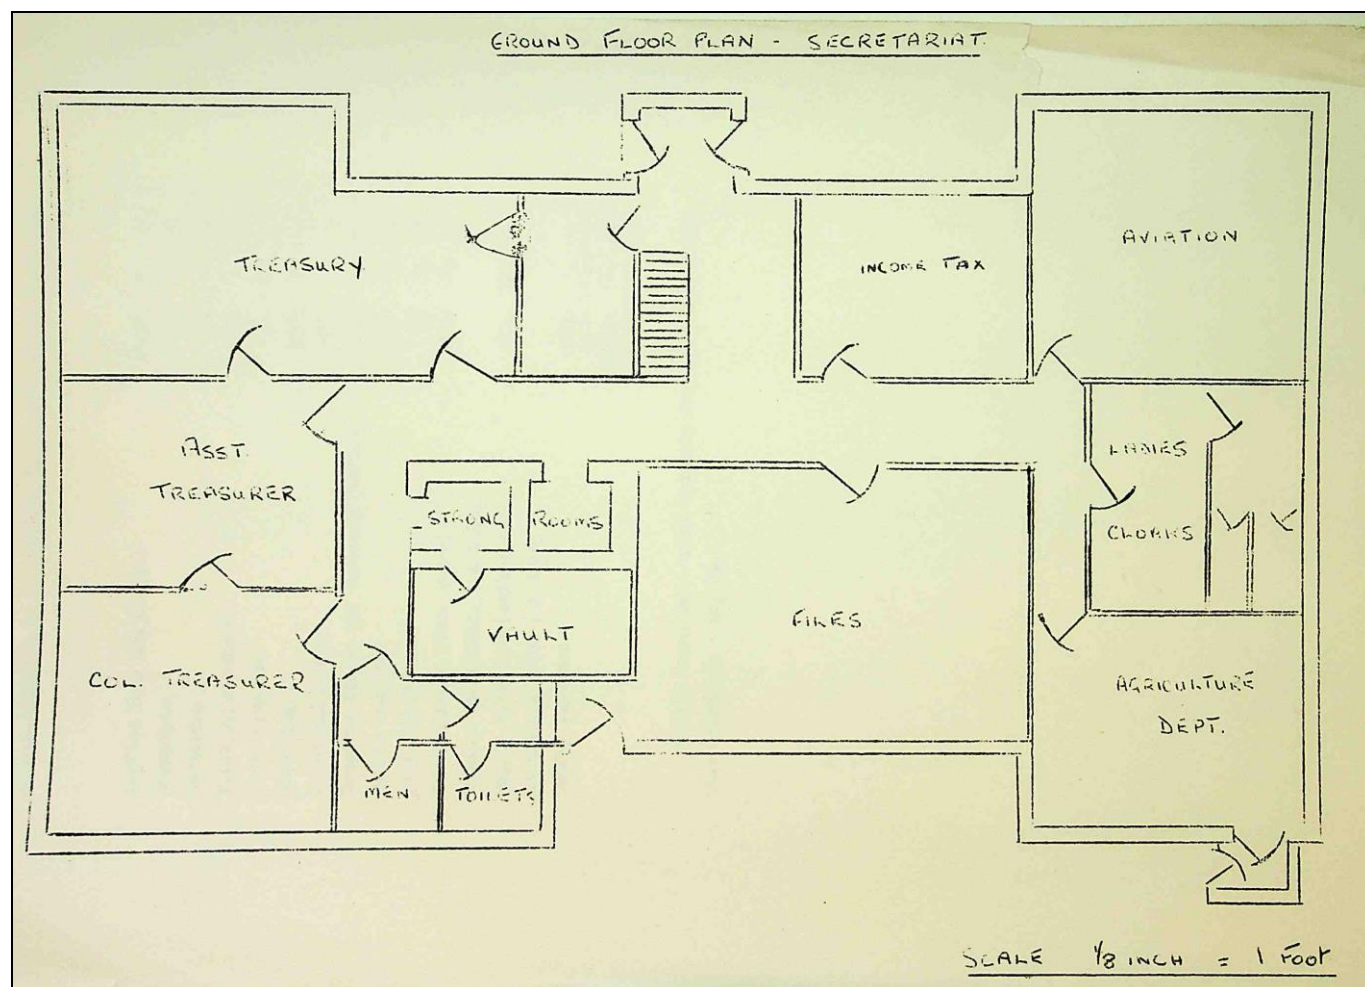 GROUND FLOOR PLAN - SECRETARIAT.
TREASURY
INCOME TAX
AVIATION
ASST.
TREASURER
LADIES
CLOAKS
STRONG ROOMS
VAULT
FILES
COL. TREASURER
AGRICULTURE
DEPT.
MEN
TOILETS
SCALE 1/8 INCH = 1 FOOT